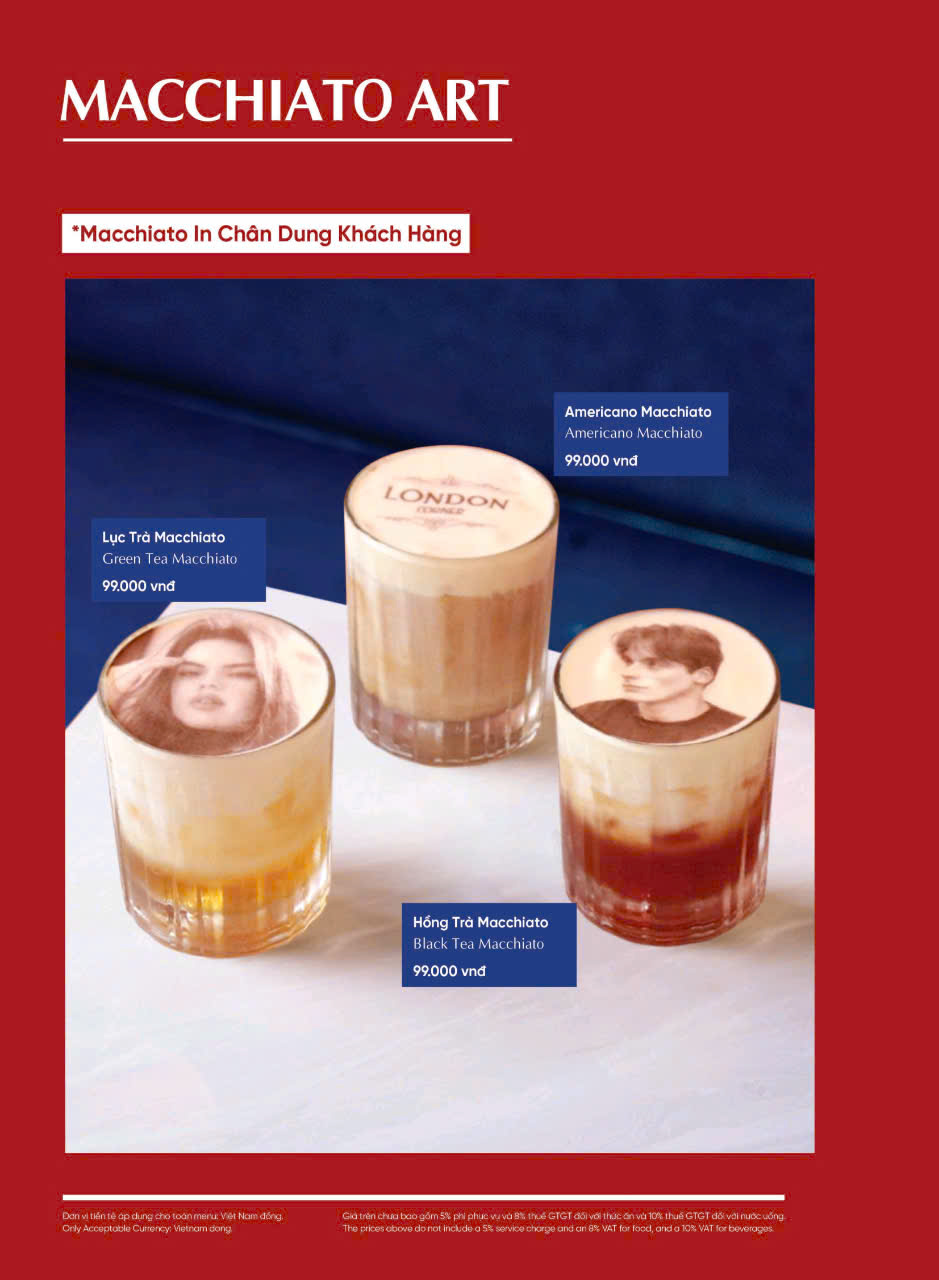 MACCHIATO ART
*Macchiato In Chân Dung Khách Hàng
Americano Macchiato
Americano Macchiato
99.000 vnđ
LONDON
CORNER
Lục Trà Macchiato
Green Tea Macchiato
99.000 vnđ
Hồng Trà Macchiato
Black Tea Macchiato
99.000 vnđ
Đơn vị tiền tệ áp dụng cho toàn menu: Việt Nam đồng.
Only Acceptable Currency: Vietnam dong.
Giá trên chưa bao gồm 5% phí phục vụ và 8% thuế GTGT đối với thức ăn và 10% thuế GTGT đối với nước uống.
The prices above do not include a 5% service charge and an 8% VAT for food, and a 10% VAT for beverages.